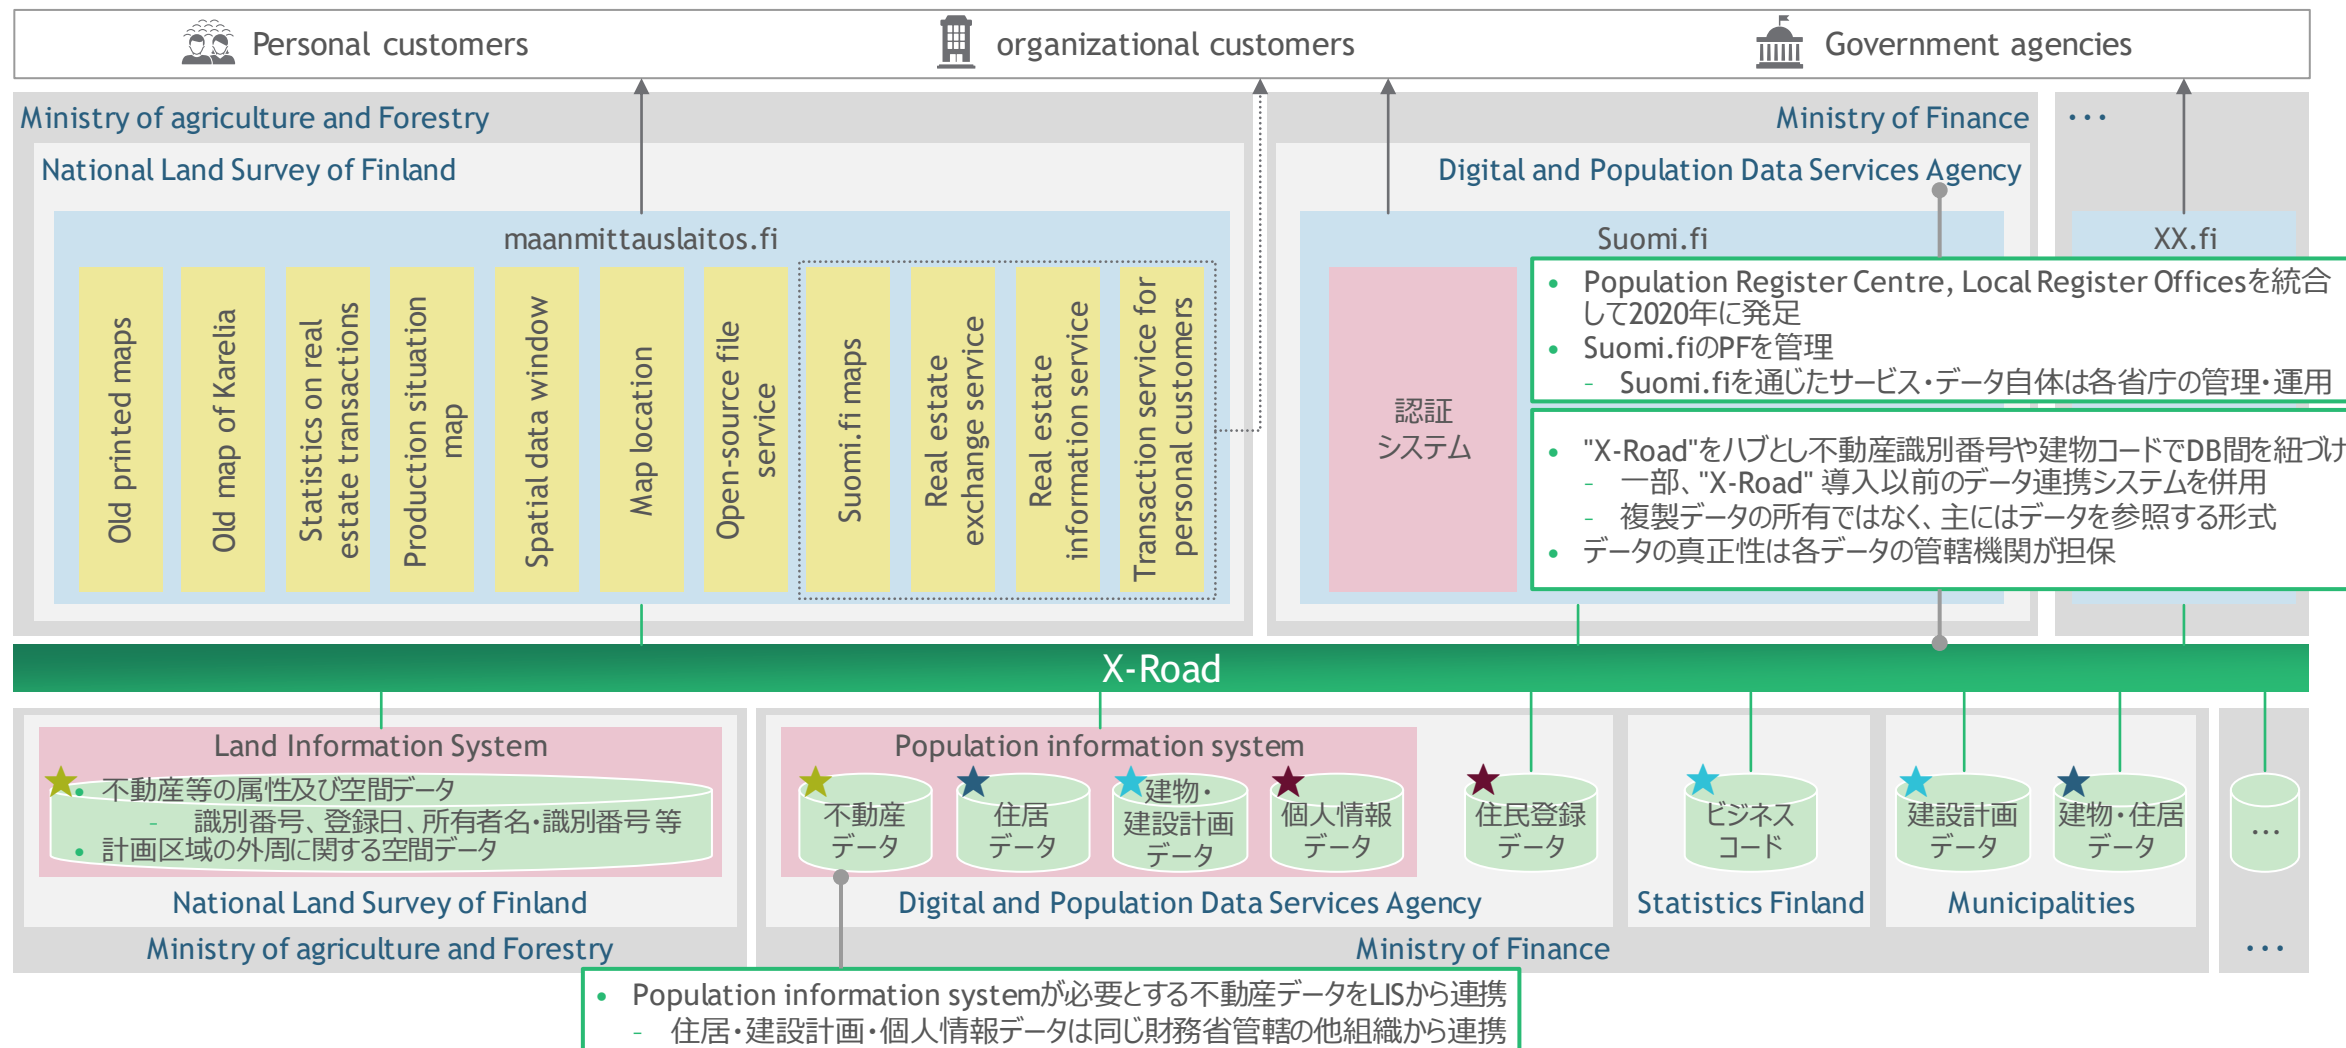 Personal customers
organizational customers
Government agencies
Ministry of agriculture and Forestry
National Land Survey of Finland
maanmittauslaitos.fi
Old printed maps
Old map of Karelia
Statistics on real
estate transactions
Production situation
map
Spatial data window
Map location
Open-source file
service
Suomi.fi maps
Real estate
exchange service
Real estate
information service
Transaction service for
personal customers
Ministry of Finance
Digital and Population Data Services Agency
Suomi.fi
認証
システム
...
XX.fi
• Population Register Centre, Local Register Officesを統合
して2020年に発足
• Suomi.fiのPFを管理
- Suomi.fiを通じたサービス・データ自体は各省庁の管理・運用
• "X-Road"をハブとし不動産識別番号や建物コードでDB間を紐づけ
- 一部、"X-Road" 導入以前のデータ連携システムを併用
- 複製データの所有ではなく、主にはデータを参照する形式
• データの真正性は各データの管轄機関が担保
X-Road
Land Information System
• 不動産等の属性及び空間データ
- 識別番号、登録日、所有者名・識別番号 等
• 計画区域の外周に関する空間データ
National Land Survey of Finland
Ministry of agriculture and Forestry
Population information system
不動産
データ
住居
データ
建物・
建設計画
データ
個人情報
データ
住民登録
データ
Digital and Population Data Services Agency
ビジネス
コード
Statistics Finland
建設計画
データ
建物・住居
データ
Municipalities
Ministry of Finance
...
...
• Population information systemが必要とする不動産データをLISから連携
- 住居・建設計画・個人情報データは同じ財務省管轄の他組織から連携